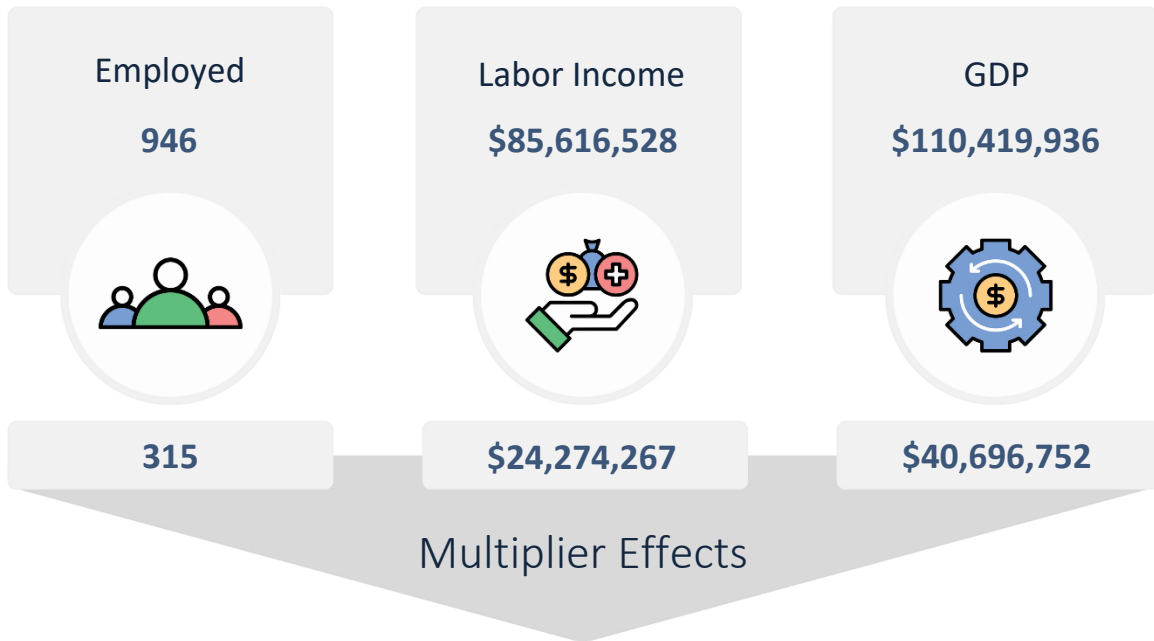 Employed
946
Labor Income
$85,616,528
GDP
$110,419,936
$
$
315
$24,274,267
$40,696,752
Multiplier Effects